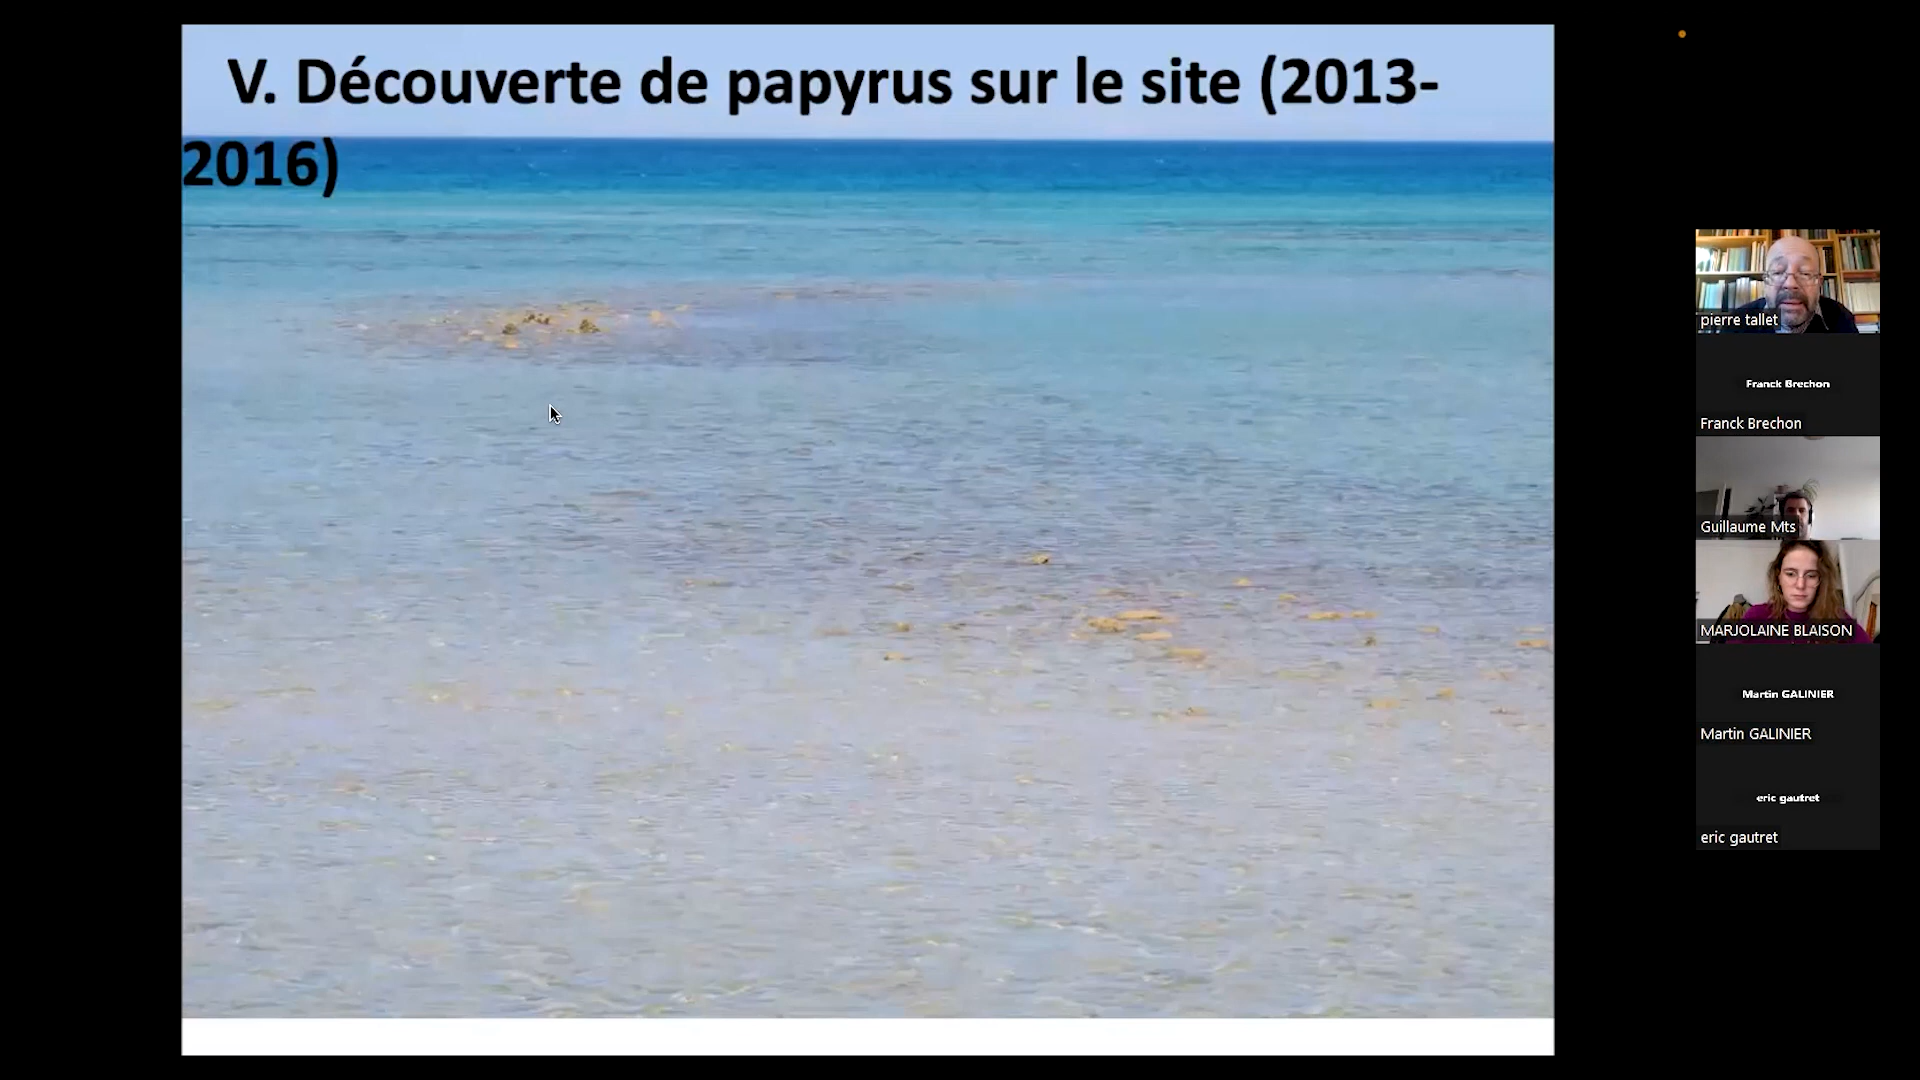 V. Découverte de papyrus sur le site (2013-
2016)
pierre tallet
Franck Brechon
Franck Brechon
Guillaume Mts
MARJOLAINE BLAISON
Martin GALINIER
Martin GALINIER
eric gautret
eric gautret